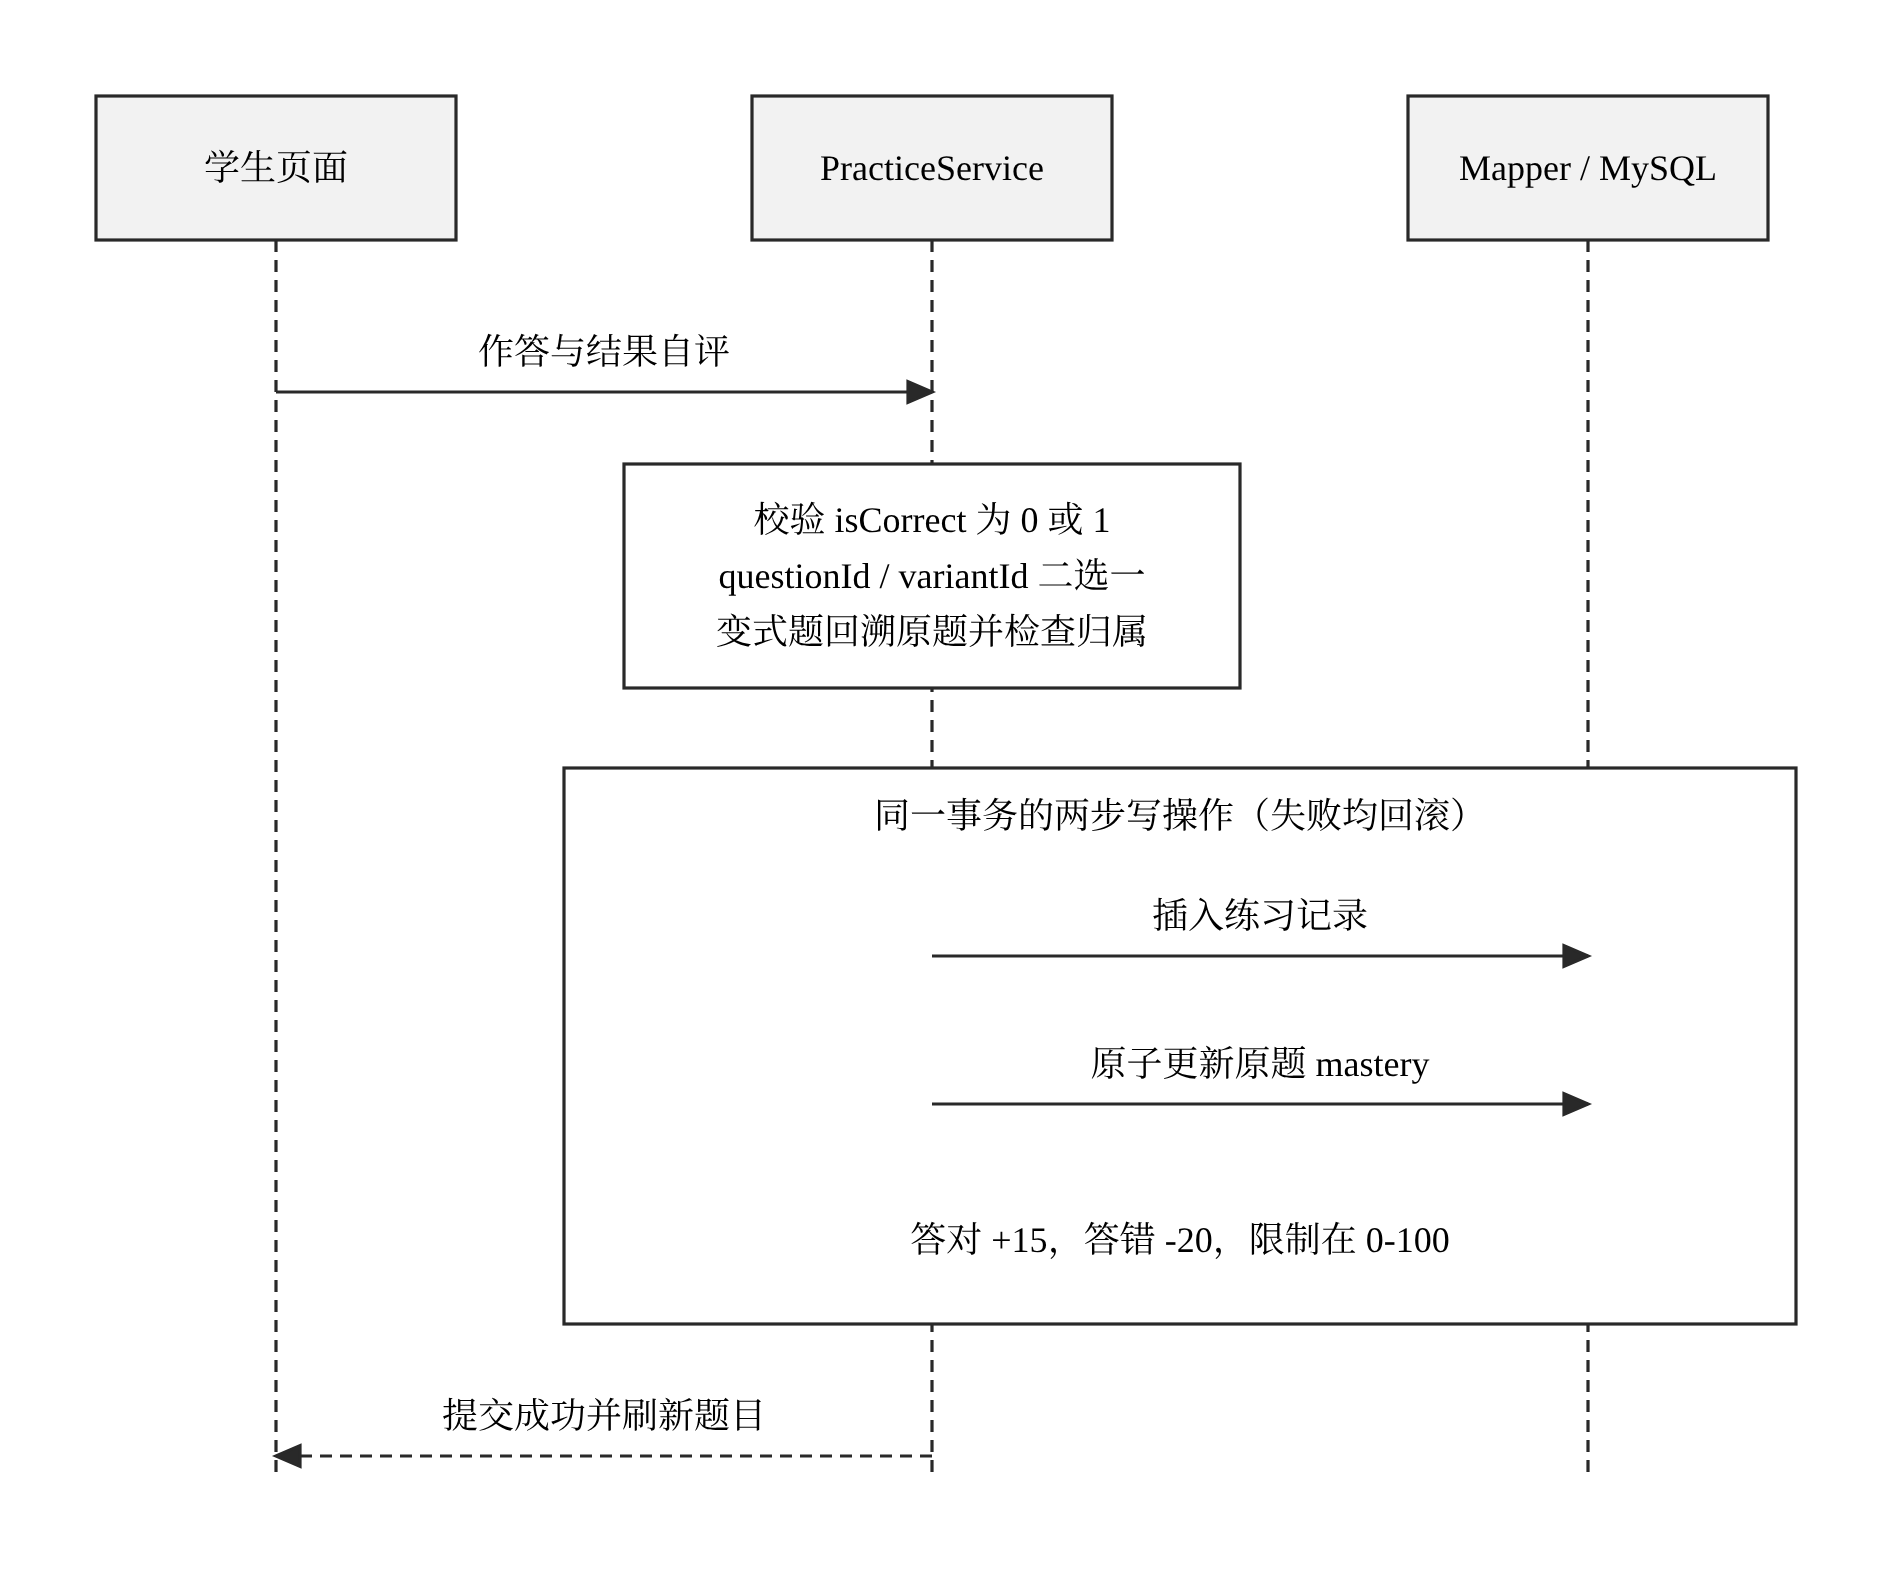 学生页面
PracticeService
Mapper / MySQL
作答与结果自评
校验 isCorrect 为 0 或 1
questionId / variantId 二选一
变式题回溯原题并检查归属
同一事务的两步写操作（失败均回滚）
插入练习记录
原子更新原题 mastery
答对 +15，答错 -20，限制在 0-100
提交成功并刷新题目